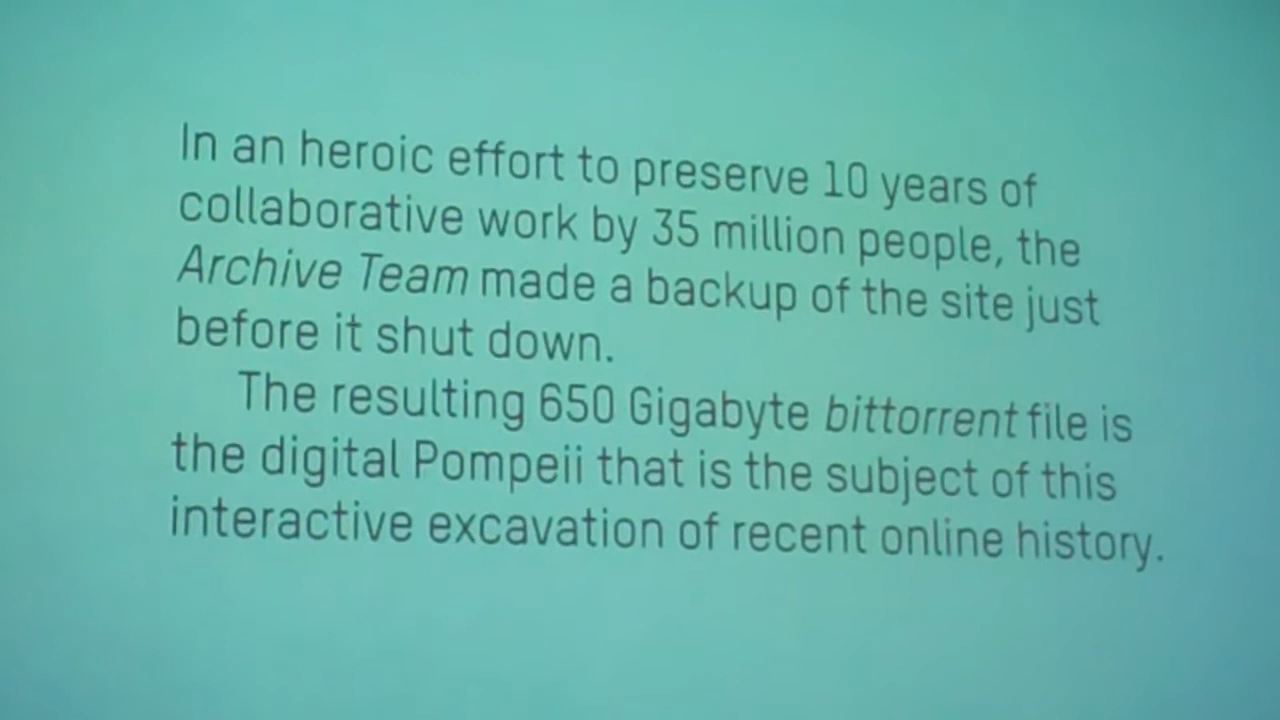 In an heroic effort to preserve 10 years of
collaborative work by 35 million people, the
Archive Team made a backup of the site just
before it shut down.
The resulting 650 Gigabyte bittorrent file is
the digital Pompeii that is the subject of this
interactive excavation of recent online history.